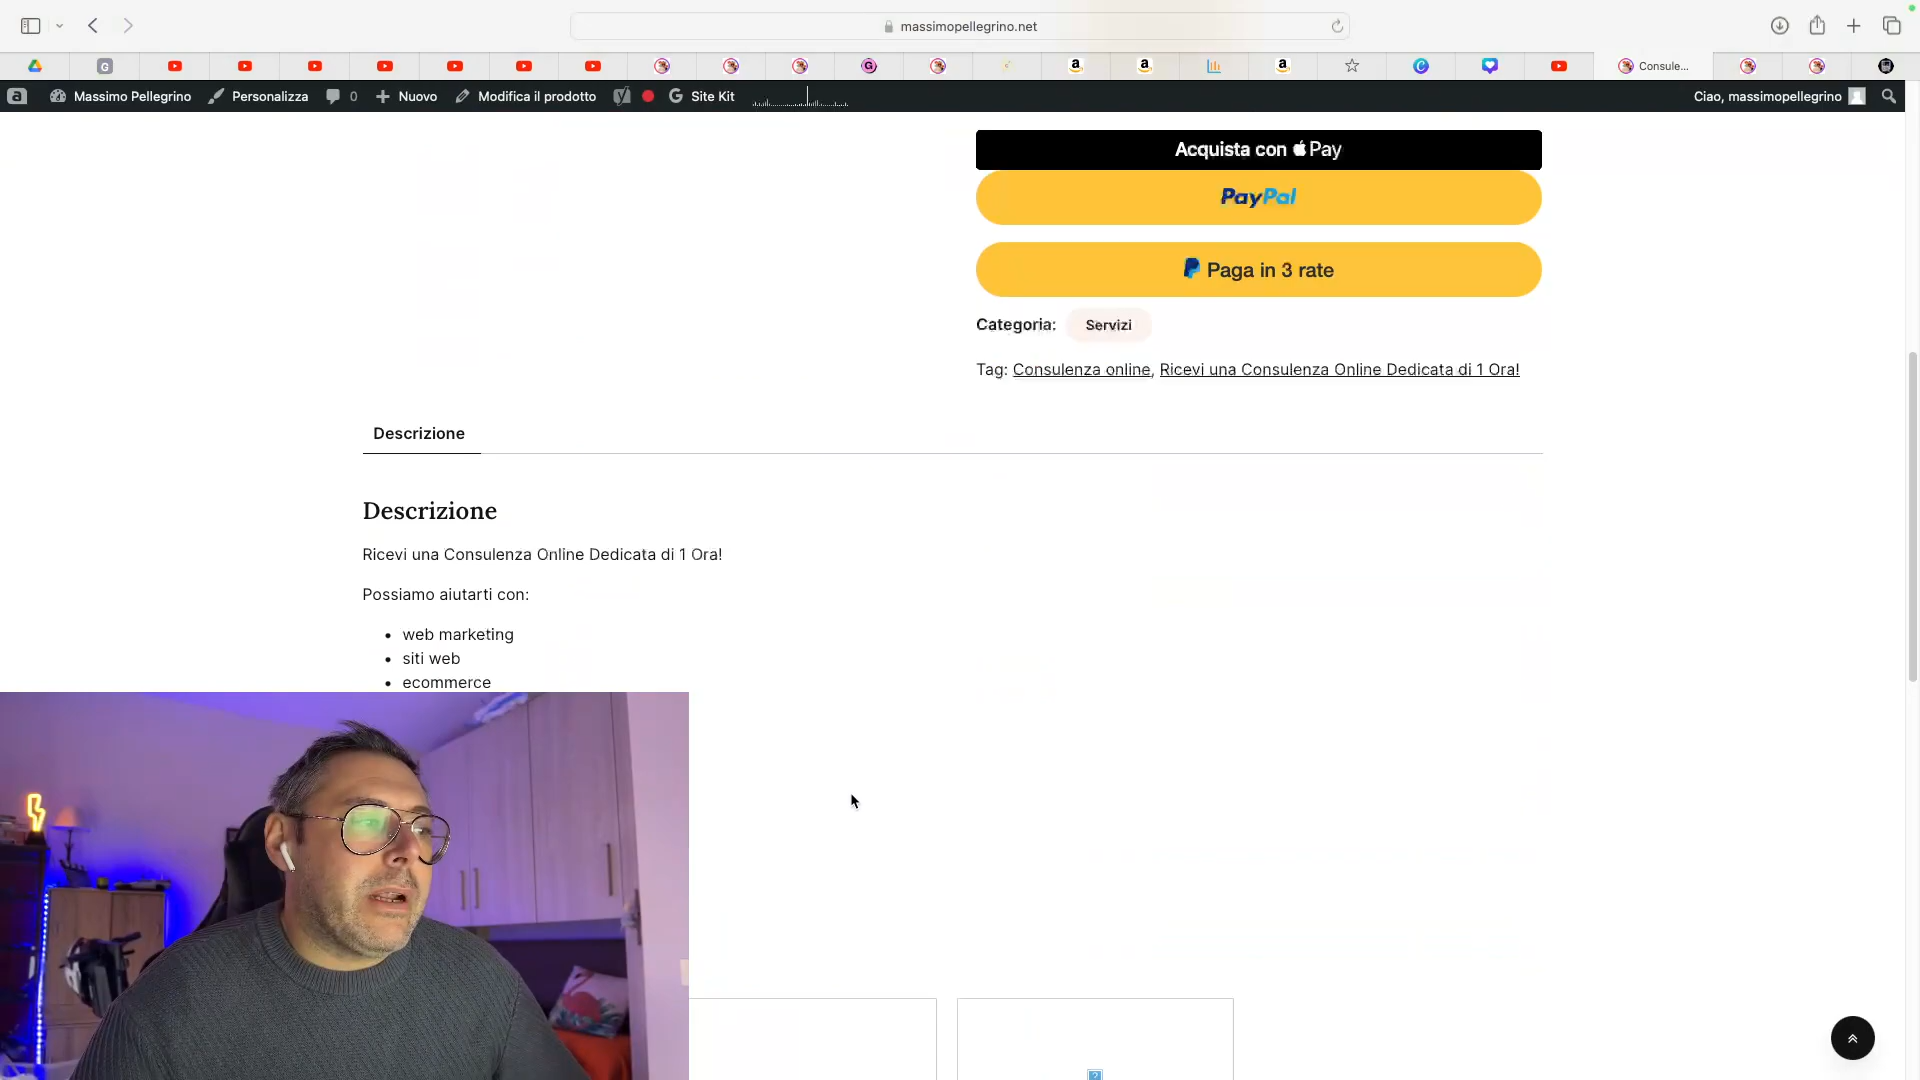 massimopellegrino.net
Consule...
Massimo Pellegrino
Personalizza
0
Nuovo
Modifica il prodotto
Site Kit
Ciao, massimopellegrino
Acquista con Pay
PayPal
Paga in 3 rate
Categoria: Servizi
Tag: Consulenza online, Ricevi una Consulenza Online Dedicata di 1 Ora!
Descrizione
Descrizione
Ricevi una Consulenza Online Dedicata di 1 Ora!
Possiamo aiutarti con:
web marketing
siti web
ecommerce